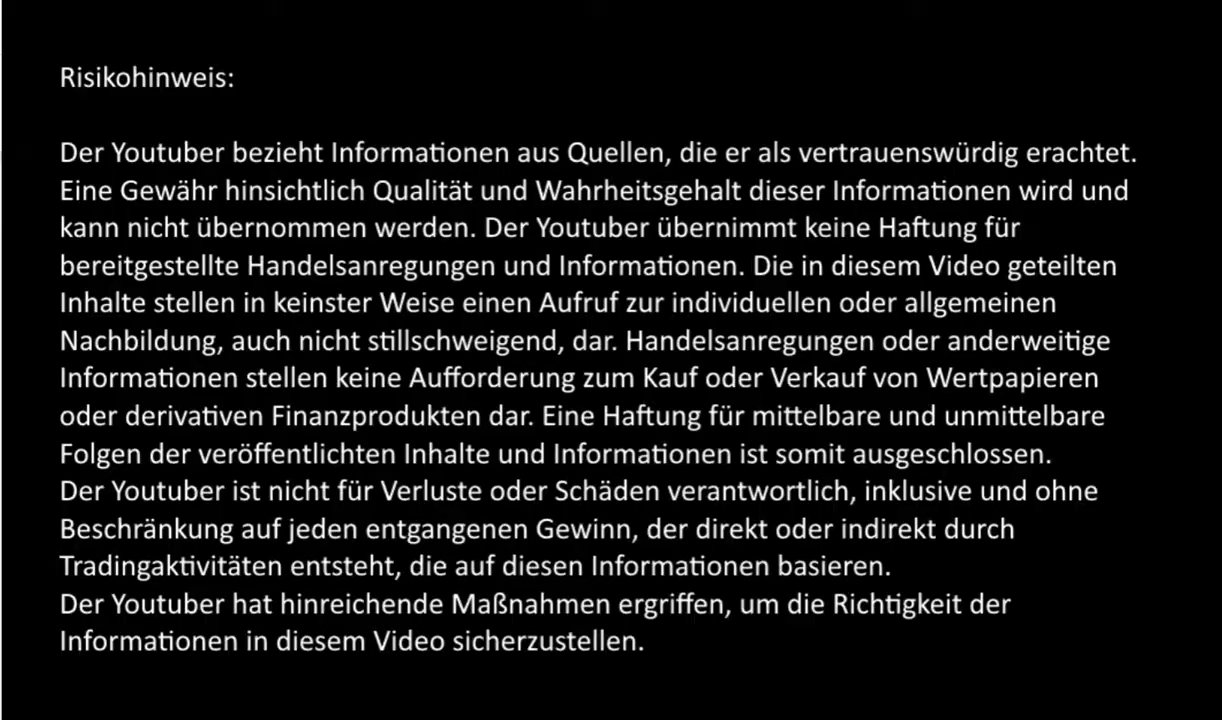 Risikohinweis:
Der Youtuber bezieht Informationen aus Quellen, die er als vertrauenswürdig erachtet.
Eine Gewähr hinsichtlich Qualität und Wahrheitsgehalt dieser Informationen wird und
kann nicht übernommen werden. Der Youtuber übernimmt keine Haftung für
bereitgestellte Handelsanregungen und Informationen. Die in diesem Video geteilten
Inhalte stellen in keinster Weise einen Aufruf zur individuellen oder allgemeinen
Nachbildung, auch nicht stillschweigend, dar. Handelsanregungen oder anderweitige
Informationen stellen keine Aufforderung zum Kauf oder Verkauf von Wertpapieren
oder derivativen Finanzprodukten dar. Eine Haftung für mittelbare und unmittelbare
Folgen der veröffentlichten Inhalte und Informationen ist somit ausgeschlossen.
Der Youtuber ist nicht für Verluste oder Schäden verantwortlich, inklusive und ohne
Beschränkung auf jeden entgangenen Gewinn, der direkt oder indirekt durch
Tradingaktivitäten entsteht, die auf diesen Informationen basieren.
Der Youtuber hat hinreichende Maßnahmen ergriffen, um die Richtigkeit der
Informationen in diesem Video sicherzustellen.